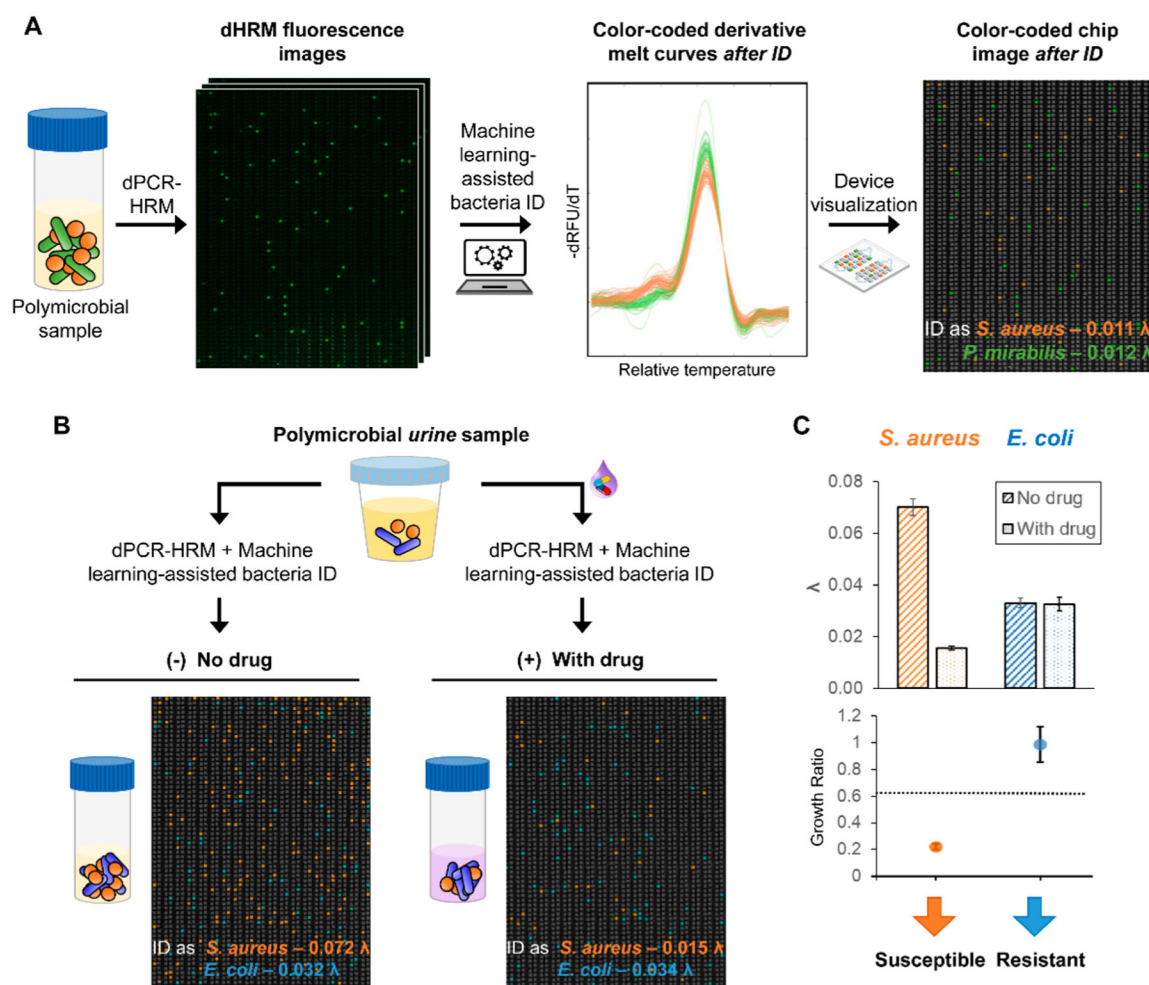 A
dHRM fluorescence
images
Color-coded derivative
melt curves after ID
Color-coded chip
image after ID
dPCR-
HRM
Polymicrobial
sample
Machine
learning-
assisted
bacteria ID
-dRFU/dT
Relative temperature
Device
visualization
ID as S. aureus – 0.011 λ
P. mirabilis – 0.012 λ
B
Polymicrobial urine sample
dPCR-HRM + Machine
learning-assisted bacteria ID
(-) No drug
ID as S. aureus – 0.072 λ
E. coli – 0.032 λ
dPCR-HRM + Machine
learning-assisted bacteria ID
(+) With drug
ID as S. aureus – 0.015 λ
E. coli – 0.034 λ
C
S. aureus E. coli
No drug
With drug
λ
0.08
0.06
0.04
0.02
0.00
Growth Ratio
1.2
1
0.8
0.6
0.4
0.2
0
Susceptible Resistant